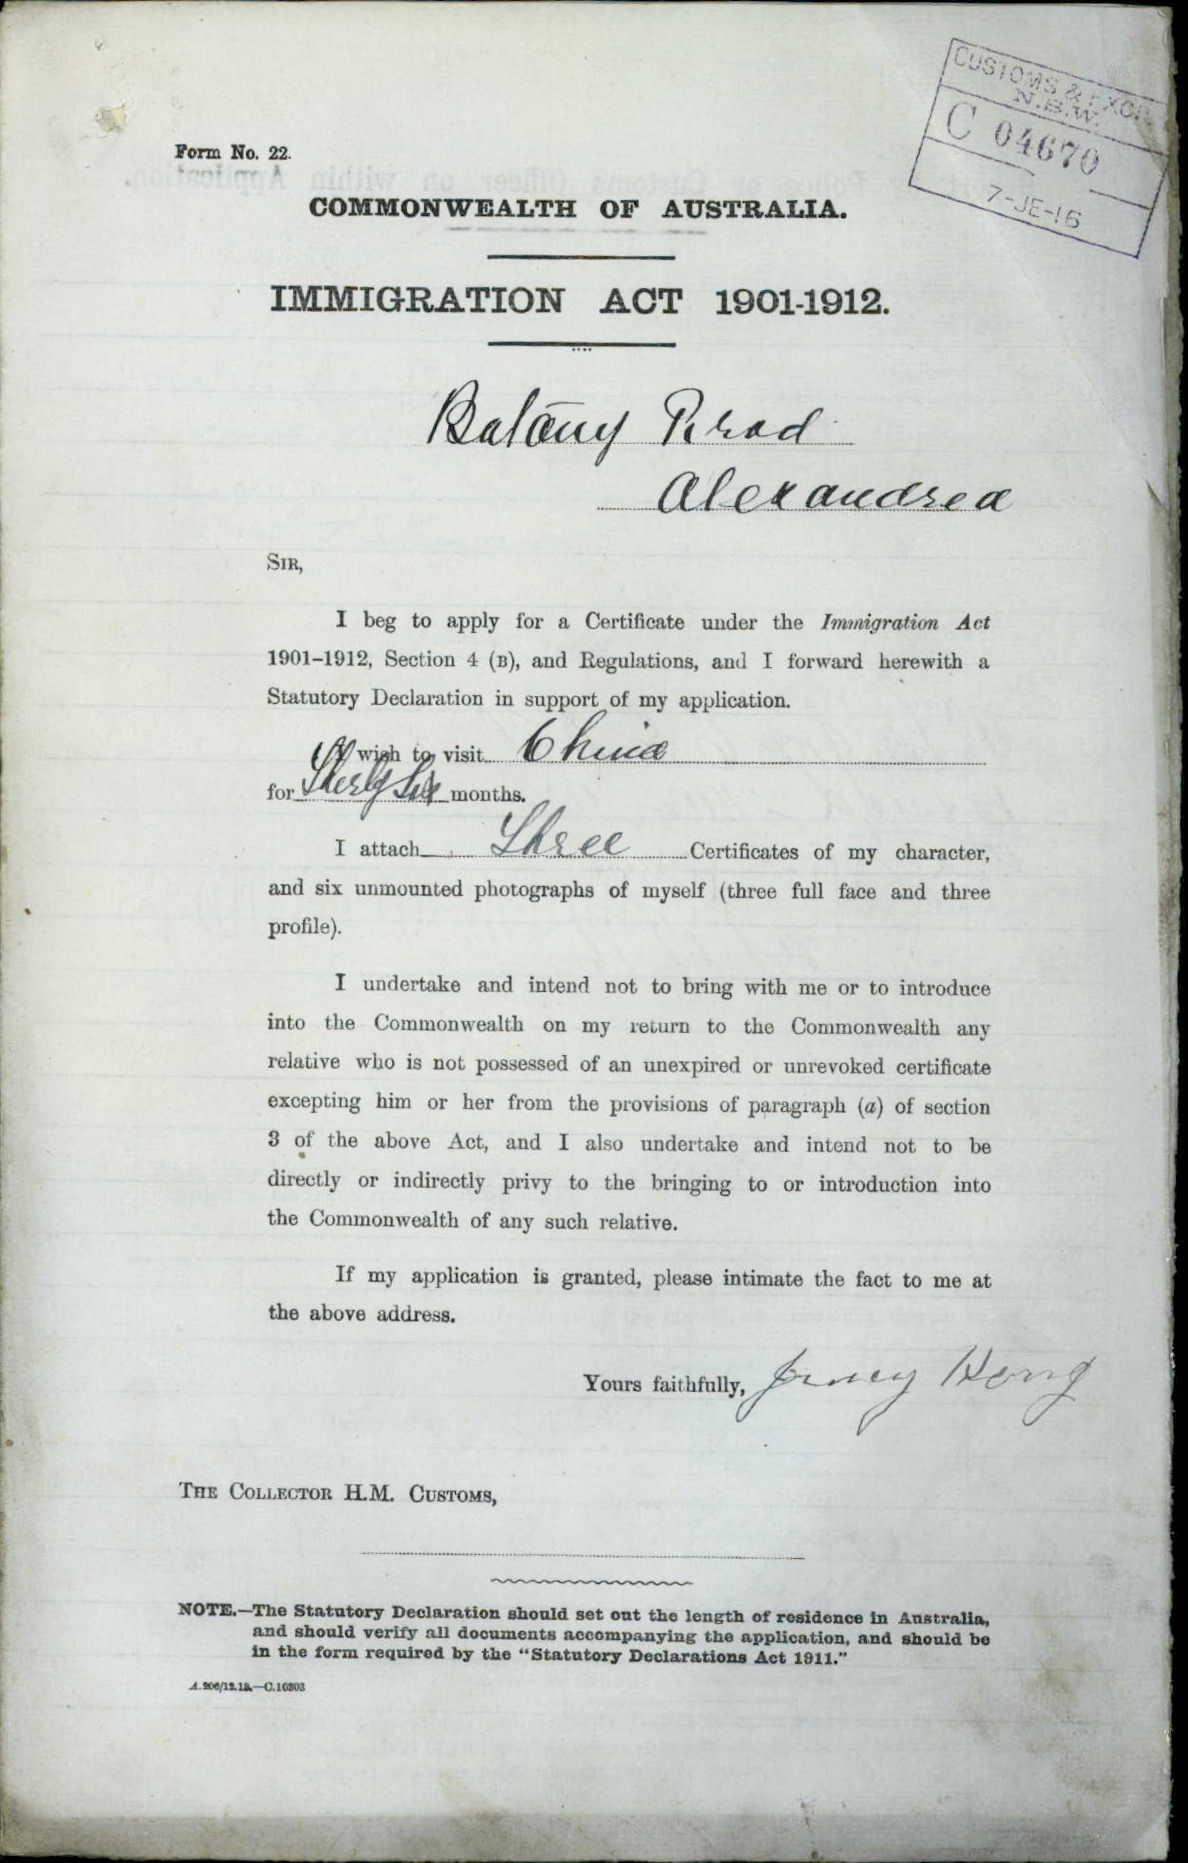 CUSTOMS & EXCISE
N.S.W.
C 04670
7-JE-16
Form No. 22.
COMMONWEALTH OF AUSTRALIA.
IMMIGRATION ACT 1901-1912.
Botany Road
Alexandrea
SIR,
I beg to apply for a Certificate under the Immigration Act
1901-1912, Section 4 (B), and Regulations, and I forward herewith a
Statutory Declaration in support of my application.
I wish to visit China
for Therty Six months.
I attach Three Certificates of my character,
and six unmounted photographs of myself (three full face and three
profile).
I undertake and intend not to bring with me or to introduce
into the Commonwealth on my return to the Commonwealth any
relative who is not possessed of an unexpired or unrevoked certificate
excepting him or her from the provisions of paragraph (a) of section
3 of the above Act, and I also undertake and intend not to be
directly or indirectly privy to the bringing to or introduction into
the Commonwealth of any such relative.
If my application is granted, please intimate the fact to me at
the above address.
Yours faithfully, Hong
THE COLLECTOR H.M. CUSTOMS,
NOTE.—The Statutory Declaration should set out the length of residence in Australia,
and should verify all documents accompanying the application, and should be
in the form required by the "Statutory Declarations Act 1911."